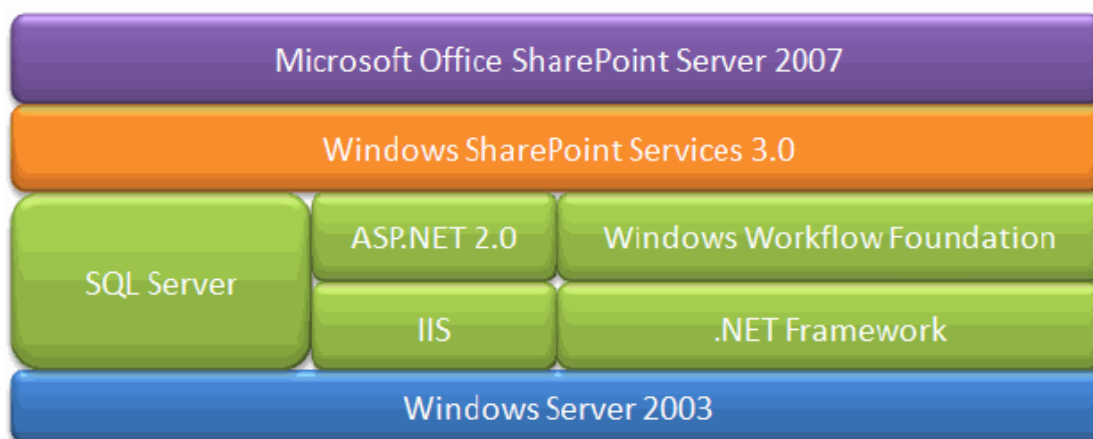 Microsoft Office SharePoint Server 2007
Windows SharePoint Services 3.0
SQL Server
ASP.NET 2.0
Windows Workflow Foundation
IIS
.NET Framework
Windows Server 2003